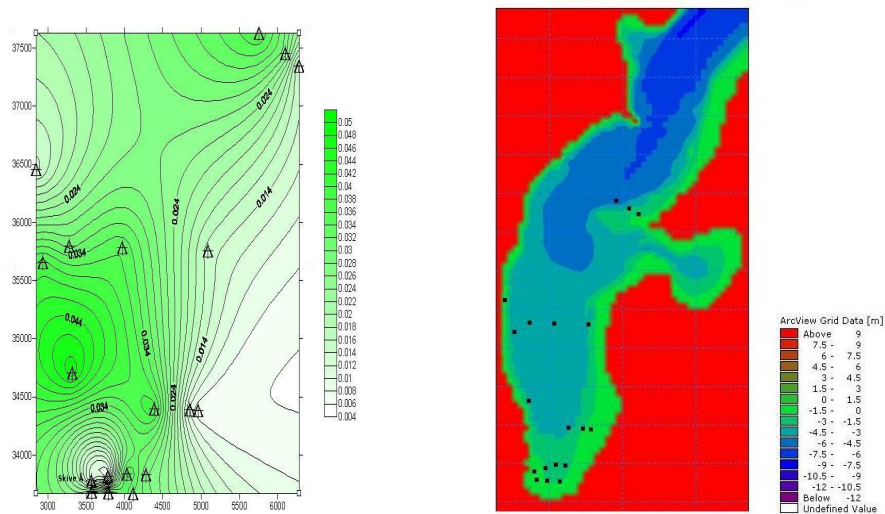 37500
37000
36500
36000
35500
35000
34500
34000
3000 3500 4000 4500 5000 5500 6000
0.024
0.024
0.014
0.024
0.034
0.044
0.034
0.014
0.024
0.034
Skive Å
0.05
0.048
0.046
0.044
0.042
0.04
0.038
0.036
0.034
0.032
0.03
0.028
0.026
0.024
0.022
0.02
0.018
0.016
0.014
0.012
0.01
0.008
0.006
0.004
ArcView Grid Data [m]
Above 9
7.5 - 9
6 - 7.5
4.5 - 6
3 - 4.5
1.5 - 3
0 - 1.5
-1.5 - 0
-3 - -1.5
-4.5 - -3
-6 - -4.5
-7.5 - -6
-9 - -7.5
-10.5 - -9
-12 - -10.5
Below -12
Undefined Value